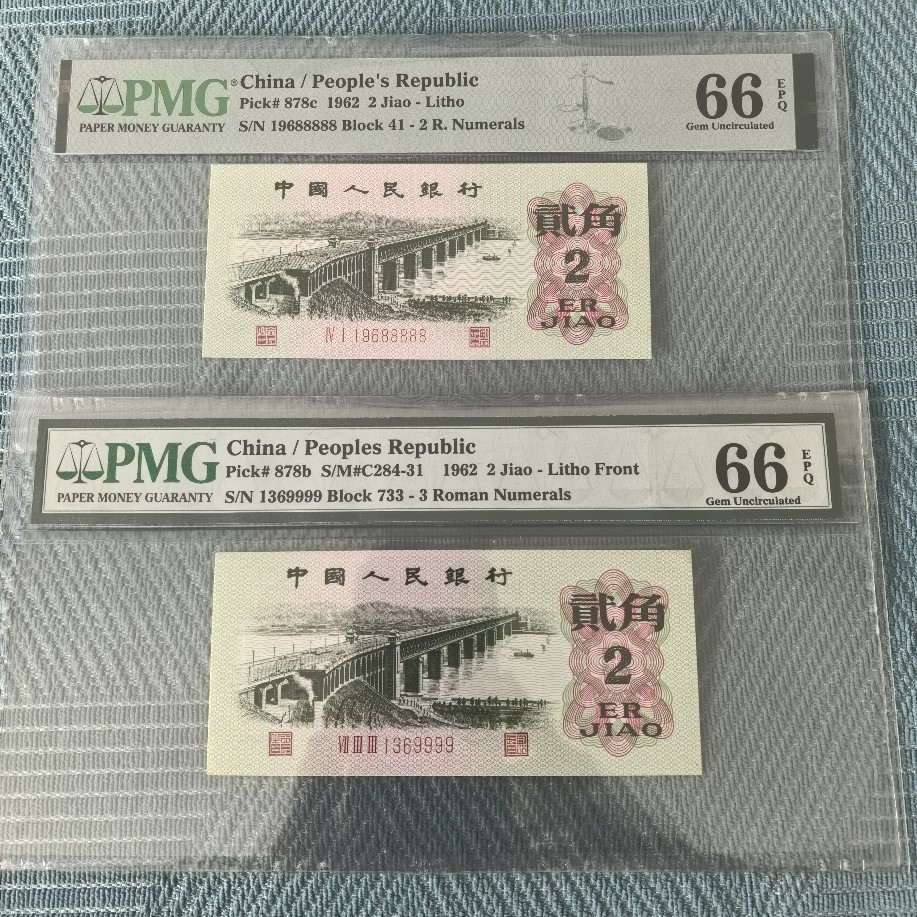 PMG® China / People's Republic
Pick# 878c 1962 2 Jiao - Litho
PAPER MONEY GUARANTY S/N 19688888 Block 41 - 2 R. Numerals
66 EPQ
Gem Uncirculated
中國人民銀行
貳角
2
ER
JIAO
Ⅳ Ⅰ 19688888
PMG China / Peoples Republic
Pick# 878b S/M#C284-31 1962 2 Jiao - Litho Front
PAPER MONEY GUARANTY S/N 1369999 Block 733 - 3 Roman Numerals
66 EPQ
Gem Uncirculated
中國人民銀行
貳角
2
ER
JIAO
Ⅶ Ⅲ Ⅲ 1369999